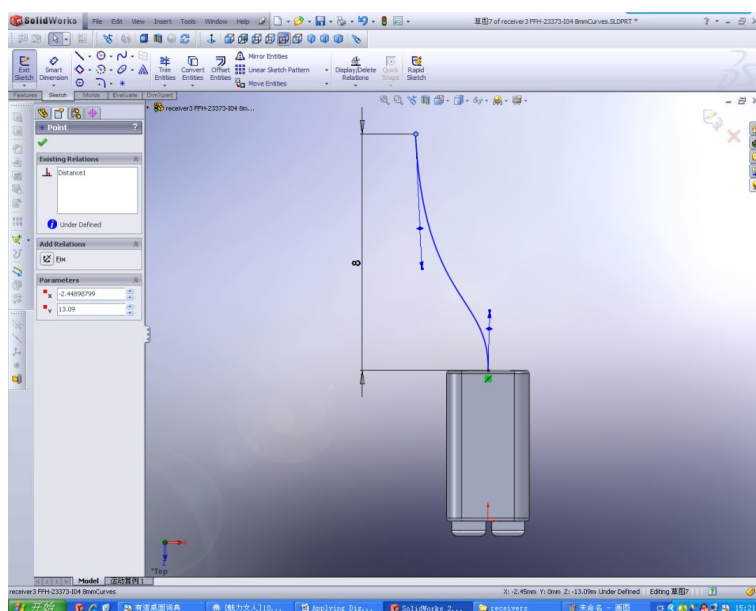 SolidWorks File Edit View Insert Tools Window Help 草图7 of receiver3 FFH-23373-I04 8mmCurves.SLDPRT *
Exit Sketch
Smart Dimension
Trim Entities
Convert Entities
Offset Entities
Mirror Entities
Linear Sketch Pattern
Move Entities
Display/Delete Relations
Quick Snaps
Rapid Sketch
Features Sketch Molds Evaluate DimXpert
receiver3 FFH-23373-I04 8m...
Point ?
Existing Relations
Distance1
Under Defined
Add Relations
Fix
Parameters
x -2.44898799
Y 13.09
8
*Top
Model 运动算例 1
receiver3 FFH-23373-I04 8mmCurves X: -2.45mm Y: 0mm Z: -13.09m Under Defined Editing 草图7
开始 有道桌面词典 [魅力女人]10... Applying Dig... SolidWorks 2... receivers 未命名 - 画图 CH